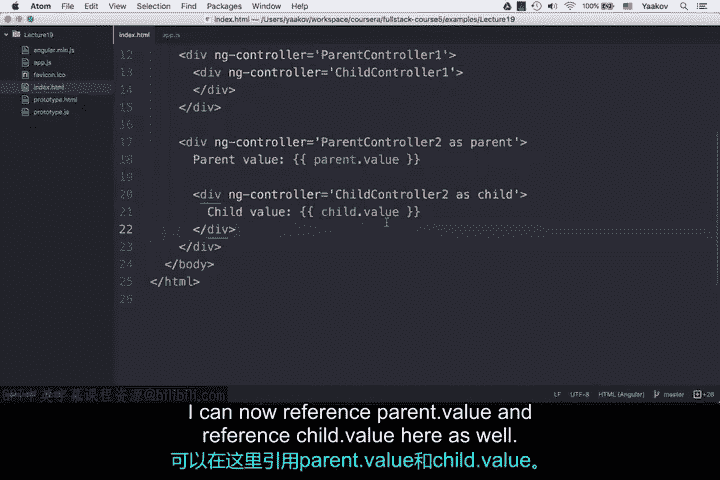 Atom File Edit View Selection Find Packages Window Help
100% Yaakov
index.html — /Users/yaakov/workspace/coursera/fullstack-course5/examples/Lecture19
Lecture19
angular.min.js
app.js
favicon.ico
index.html
prototype.html
prototype.js
index.html app.js
12 <div ng-controller='ParentController1'>
13 <div ng-controller='ChildController1'>
14 </div>
15 </div>
16
17 <div ng-controller='ParentController2 as parent'>
18 Parent value: {{ parent.value }}
19
20 <div ng-controller='ChildController2 as child'>
21 Child value: {{ child.value }}
22 </div>
23 </div>
24 </body>
25 </html>
26
LF UTF-8 HTML (Angular) master +26
I can now reference parent.value and
reference child.value here as well.
可以在这里引用parent.value和child.value。